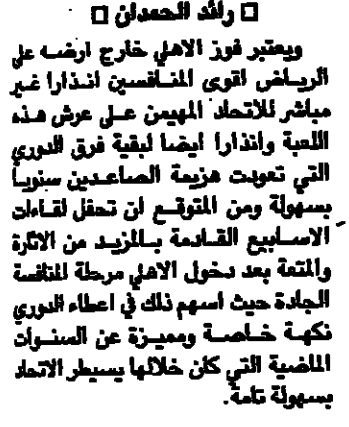 □ رائد الحمدان □
ويعتبر فوز الاهلي خارج ارضه على
الرياض اقوى المنافسين انذارا غير
مباشر للاتحاد المهيمن على عرش هذه
اللعبة وانذارا ايضا لبقية فرق الدوري
التي تعودت هزيمة الصاعدين سنوياً
بسهولة ومن المتوقع ان تحفل لقاءات
الاسابيع القادمة بالمزيد من الاثارة
والمتعة بعد دخول الاهلي مرحلة المنافسة
الجادة حيث اسهم ذلك في اعطاء الدوري
نكهة خاصة ومميزة عن السنوات
الماضية التي كان خلالها يسيطر الاتحاد
بسهولة تامة.